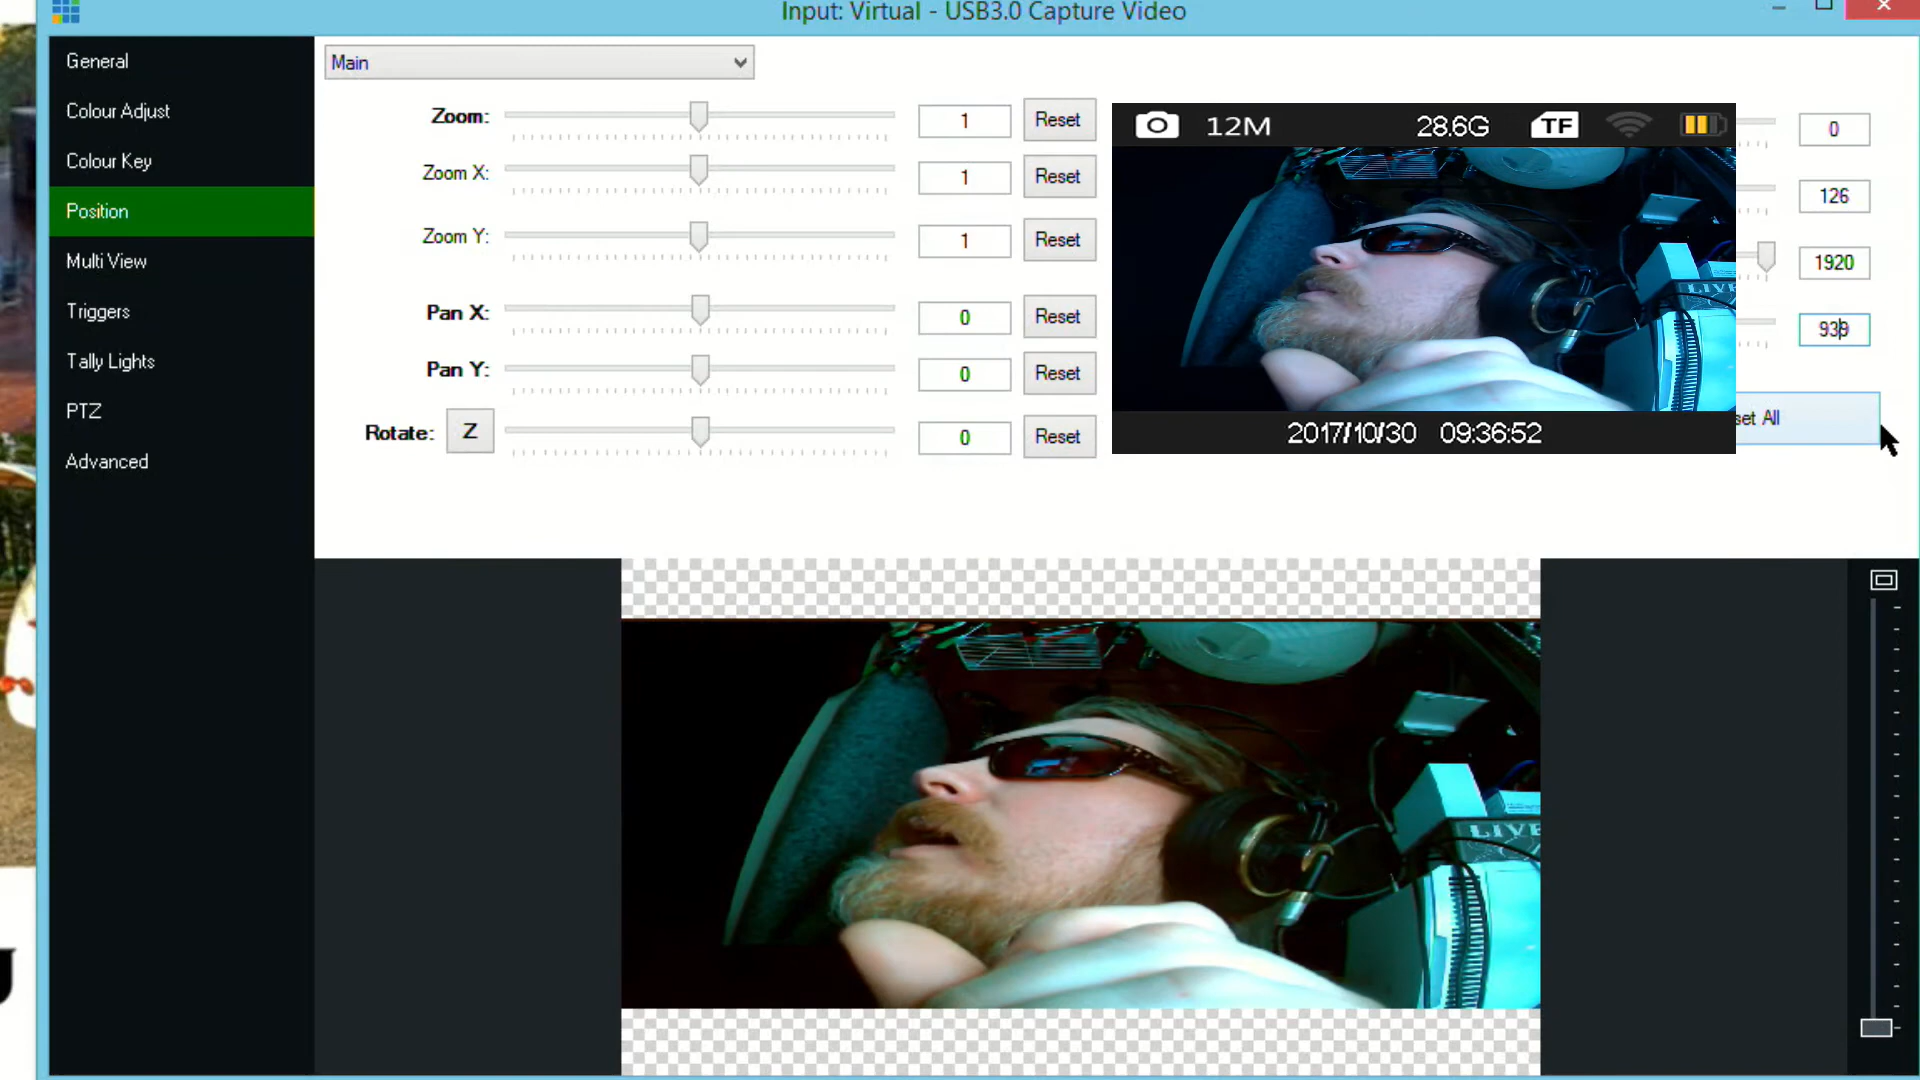 Input: Virtual - USB3.0 Capture Video
General
Colour Adjust
Colour Key
Position
Multi View
Triggers
Tally Lights
PTZ
Advanced
Main
Zoom: 1 Reset
Zoom X: 1 Reset
Zoom Y: 1 Reset
Pan X: 0 Reset
Pan Y: 0 Reset
Rotate: Z 0 Reset
12M 28.6G TF
LIVE
2017/10/30 09:36:52
0
126
1920
939
set All
LIVE